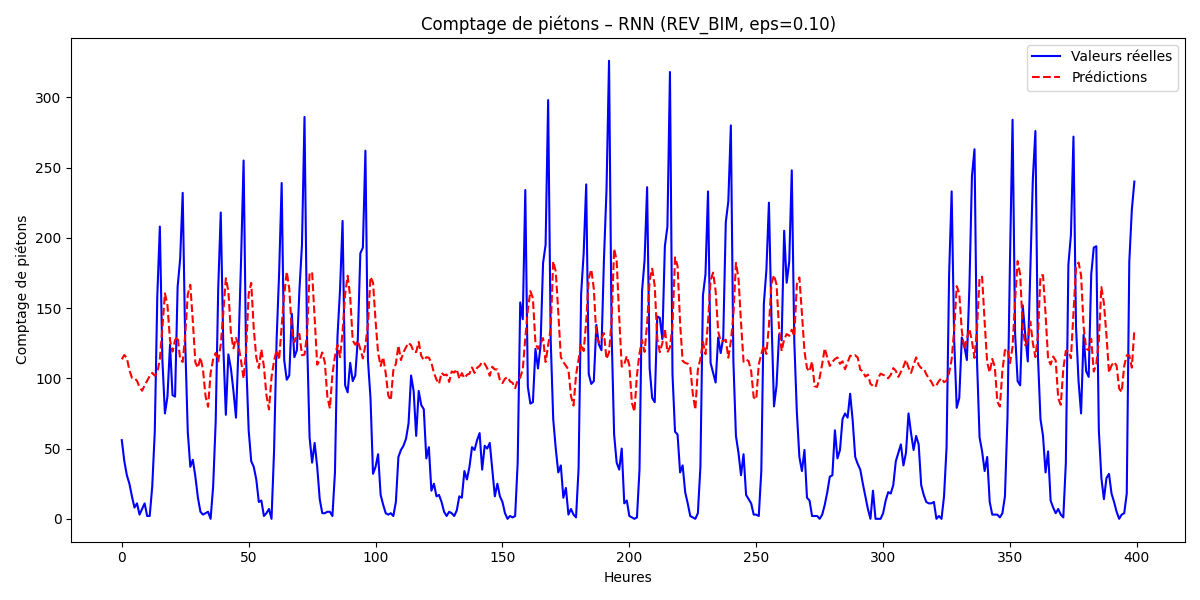 Comptage de piétons – RNN (REV_BIM, eps=0.10)
Valeurs réelles
Prédictions
Comptage de piétons
300
250
200
150
100
50
0
0 50 100 150 200 250 300 350 400
Heures